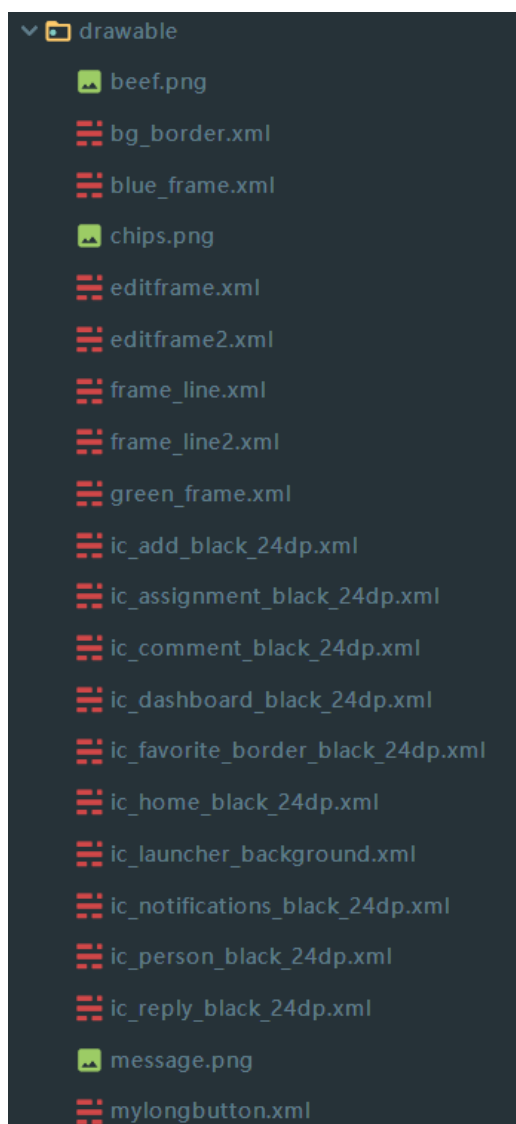 drawable
beef.png
bg_border.xml
blue_frame.xml
chips.png
editframe.xml
editframe2.xml
frame_line.xml
frame_line2.xml
green_frame.xml
ic_add_black_24dp.xml
ic_assignment_black_24dp.xml
ic_comment_black_24dp.xml
ic_dashboard_black_24dp.xml
ic_favorite_border_black_24dp.xml
ic_home_black_24dp.xml
ic_launcher_background.xml
ic_notifications_black_24dp.xml
ic_person_black_24dp.xml
ic_reply_black_24dp.xml
message.png
mylongbutton.xml